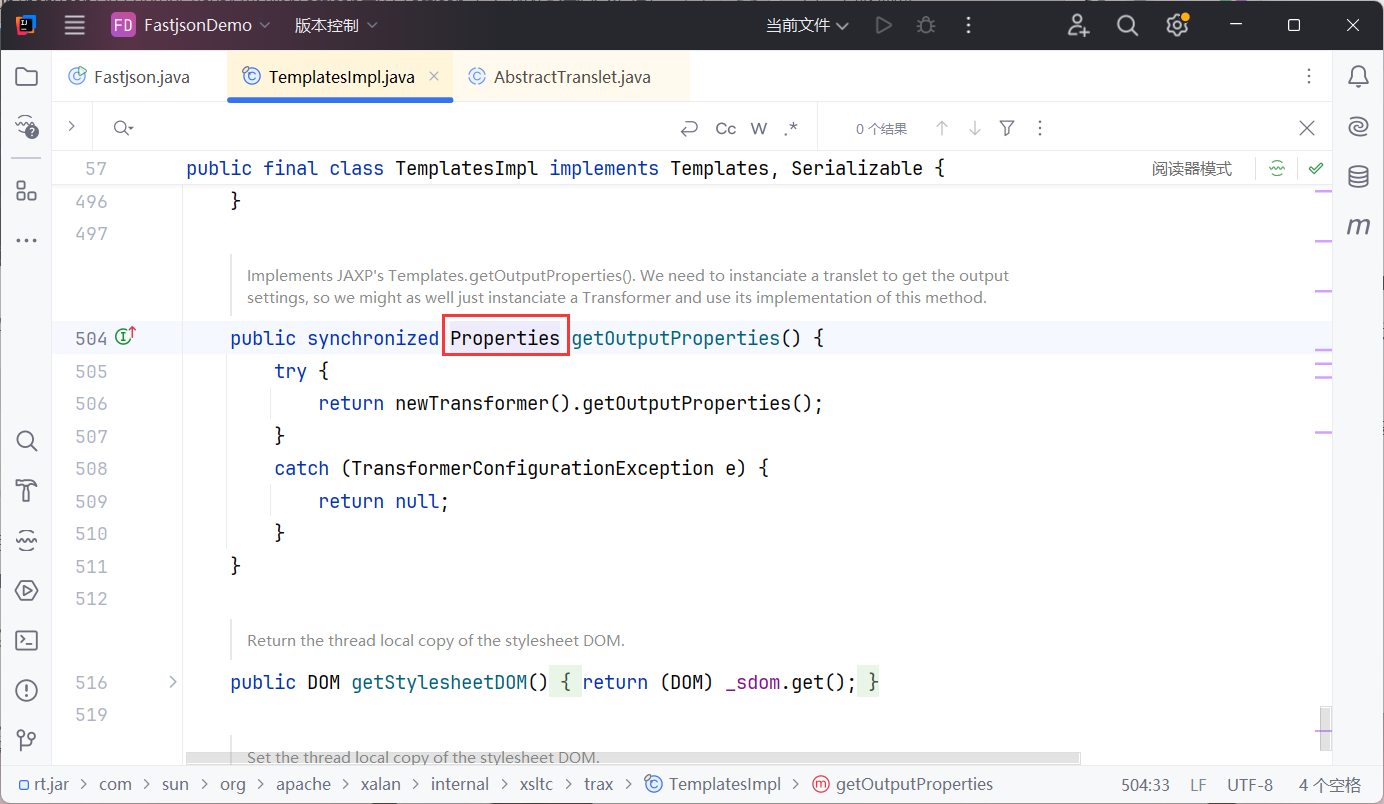 FD FastjsonDemo 版本控制 当前文件
Fastjson.java TemplatesImpl.java AbstractTranslet.java
Cc W .* 0 个结果
57 public final class TemplatesImpl implements Templates, Serializable { 阅读器模式
496 }
497
Implements JAXP's Templates.getOutputProperties(). We need to instanciate a translet to get the output
settings, so we might as well just instanciate a Transformer and use its implementation of this method.
504 public synchronized Properties getOutputProperties() {
505 try {
506 return newTransformer().getOutputProperties();
507 }
508 catch (TransformerConfigurationException e) {
509 return null;
510 }
511 }
512
Return the thread local copy of the stylesheet DOM.
516 public DOM getStylesheetDOM() { return (DOM) _sdom.get(); }
519
Set the thread local copy of the stylesheet DOM.
rt.jar > com > sun > org > apache > xalan > internal > xsltc > trax > TemplatesImpl > getOutputProperties 504:33 LF UTF-8 4 个空格